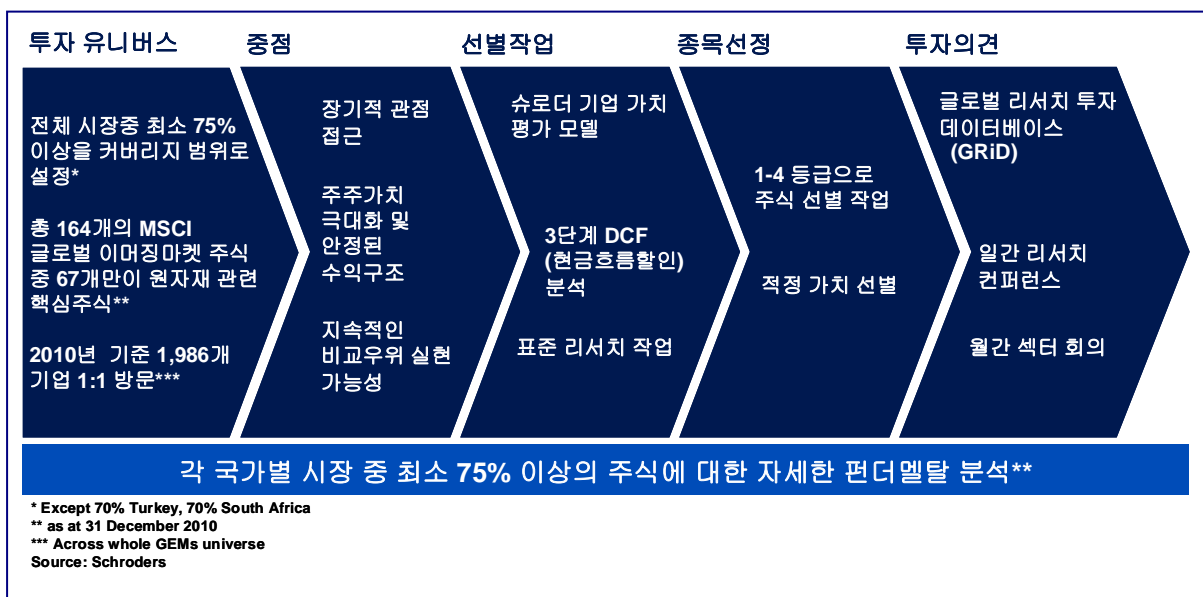 투자 유니버스
전체 시장중 최소 75%
이상을 커버리지 범위로
설정*
총 164개의 MSCI
글로벌 이머징마켓 주식
중 67개만이 원자재 관련
핵심주식**
2010년 기준 1,986개
기업 1:1 방문***
중점
장기적 관점
접근
주주가치
극대화 및
안정된
수익구조
지속적인
비교우위 실현
가능성
선별작업
슈로더 기업 가치
평가 모델
3단계 DCF
(현금흐름할인)
분석
표준 리서치 작업
종목선정
1-4 등급으로
주식 선별 작업
적정 가치 선별
투자의견
글로벌 리서치 투자
데이터베이스
(GRiD)
일간 리서치
컨퍼런스
월간 섹터 회의
각 국가별 시장 중 최소 75% 이상의 주식에 대한 자세한 펀더멜탈 분석**
* Except 70% Turkey, 70% South Africa
** as at 31 December 2010
*** Across whole GEMs universe
Source: Schroders